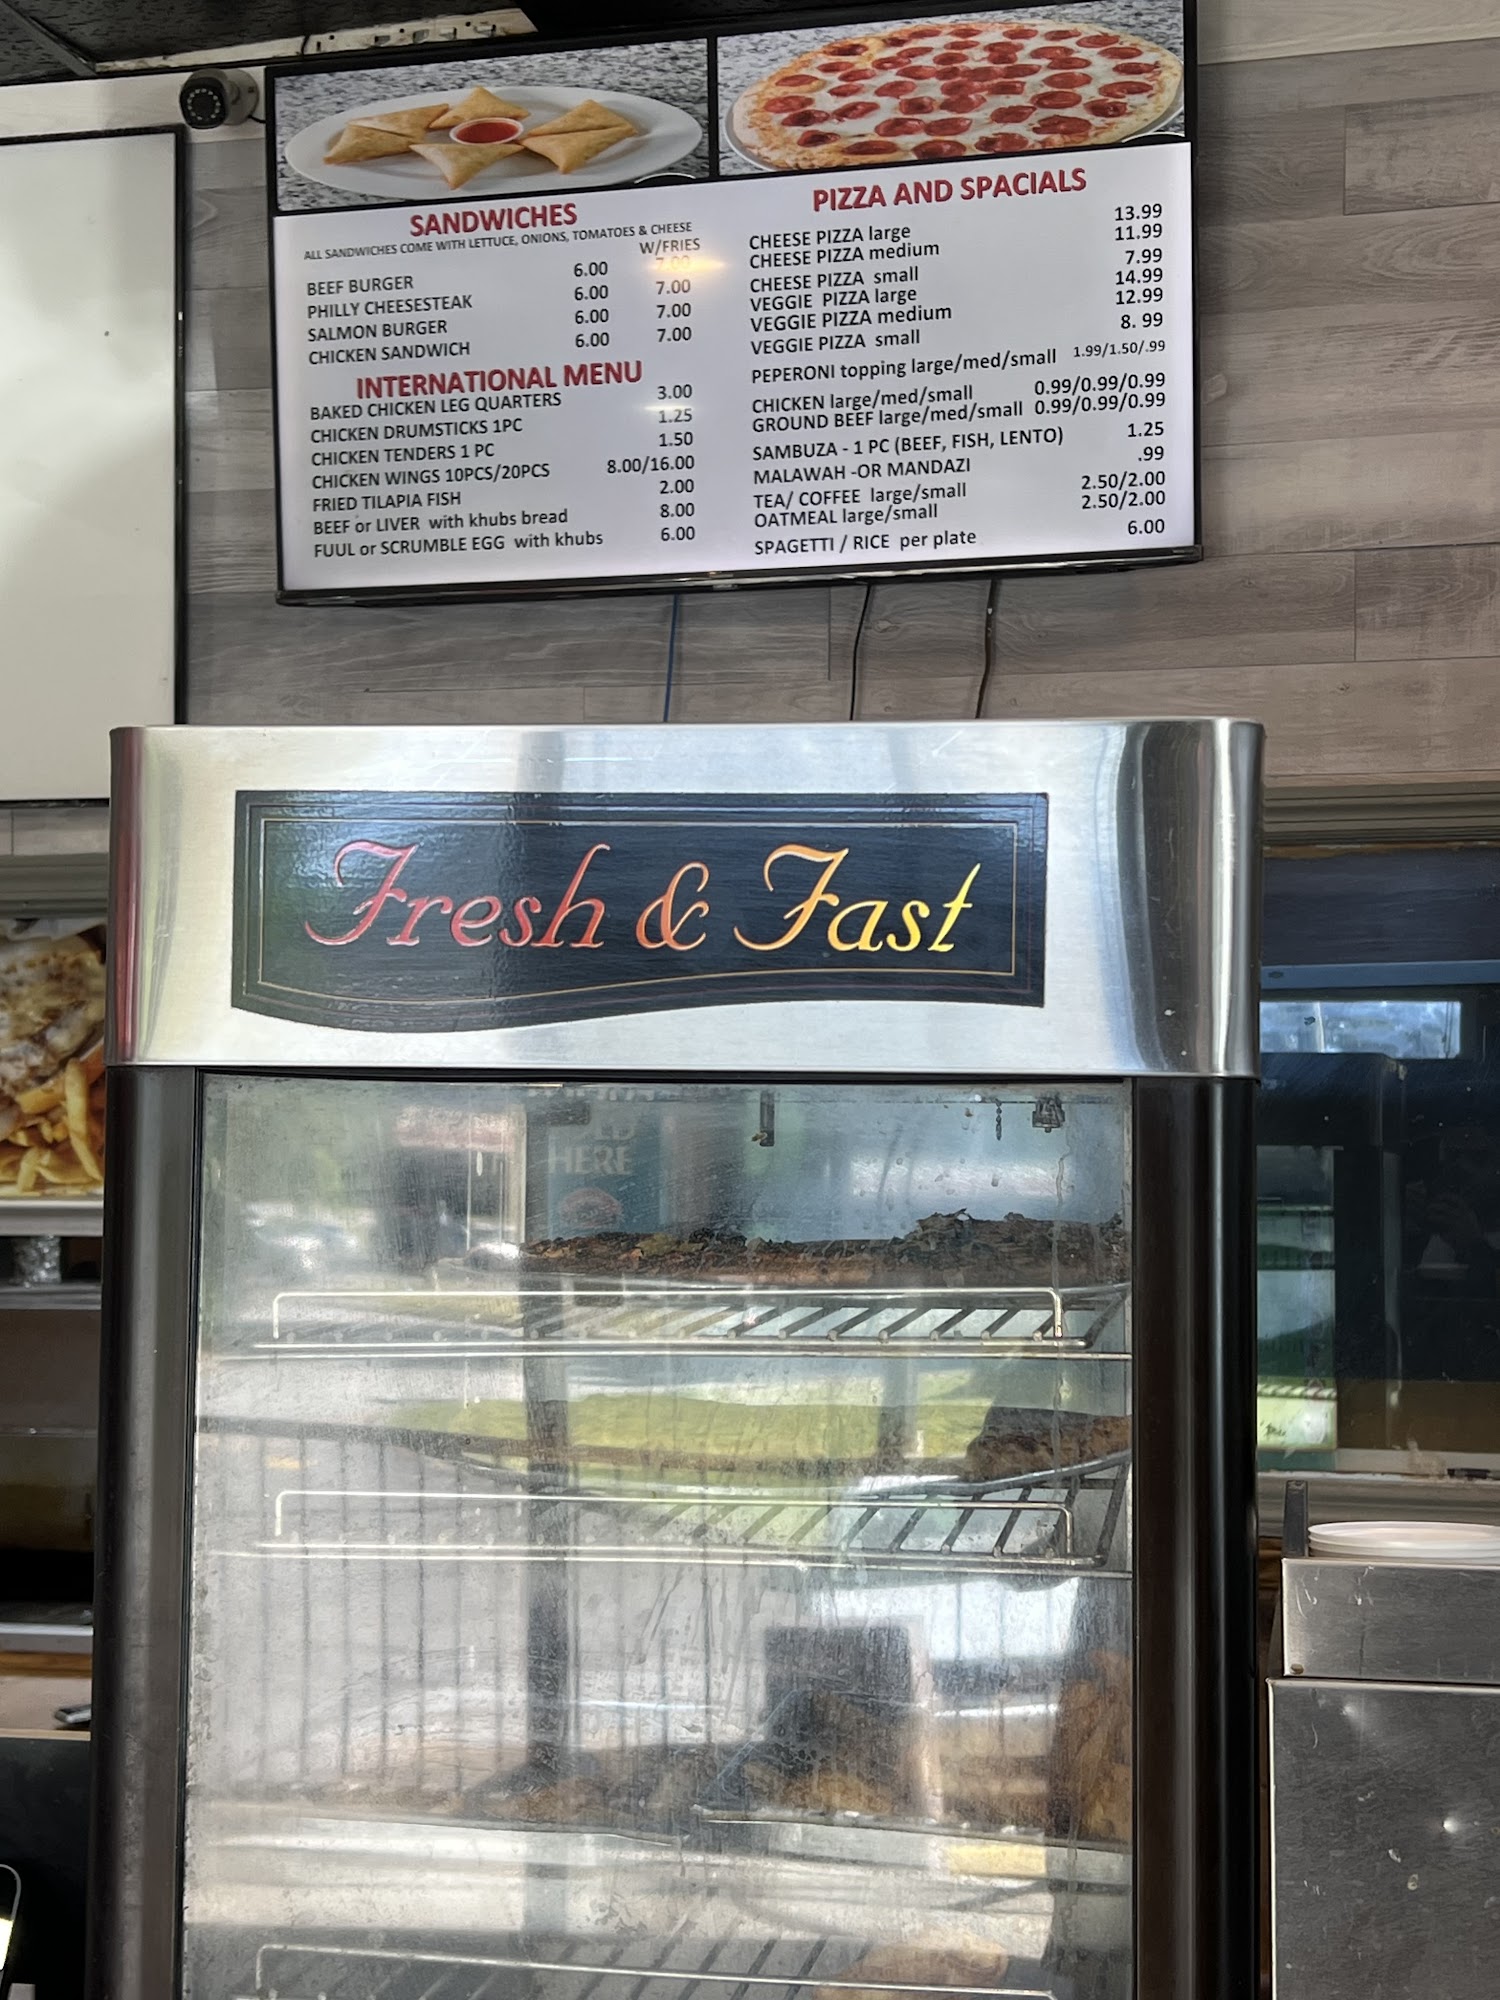 SANDWICHES
ALL SANDWICHES COME WITH LETTUCE, ONIONS, TOMATOES & CHEESE
W/FRIES
BEEF BURGER 6.00 7.00
PHILLY CHEESESTEAK 6.00 7.00
SALMON BURGER 6.00 7.00
CHICKEN SANDWICH 6.00 7.00
INTERNATIONAL MENU
BAKED CHICKEN LEG QUARTERS 3.00
CHICKEN DRUMSTICKS 1PC 1.25
CHICKEN TENDERS 1 PC 1.50
CHICKEN WINGS 10PCS/20PCS 8.00/16.00
FRIED TILAPIA FISH 2.00
BEEF or LIVER with khubs bread 8.00
FUUL or SCRUMBLE EGG with khubs 6.00
PIZZA AND SPACIALS
CHEESE PIZZA large 13.99
CHEESE PIZZA medium 11.99
CHEESE PIZZA small 7.99
VEGGIE PIZZA large 14.99
VEGGIE PIZZA medium 12.99
VEGGIE PIZZA small 8. 99
PEPERONI topping large/med/small 1.99/1.50/.99
CHICKEN large/med/small 0.99/0.99/0.99
GROUND BEEF large/med/small 0.99/0.99/0.99
SAMBUZA - 1 PC (BEEF, FISH, LENTO) 1.25
MALAWAH -OR MANDAZI .99
TEA/ COFFEE large/small 2.50/2.00
OATMEAL large/small 2.50/2.00
SPAGETTI / RICE per plate 6.00
Fresh & Fast
HERE